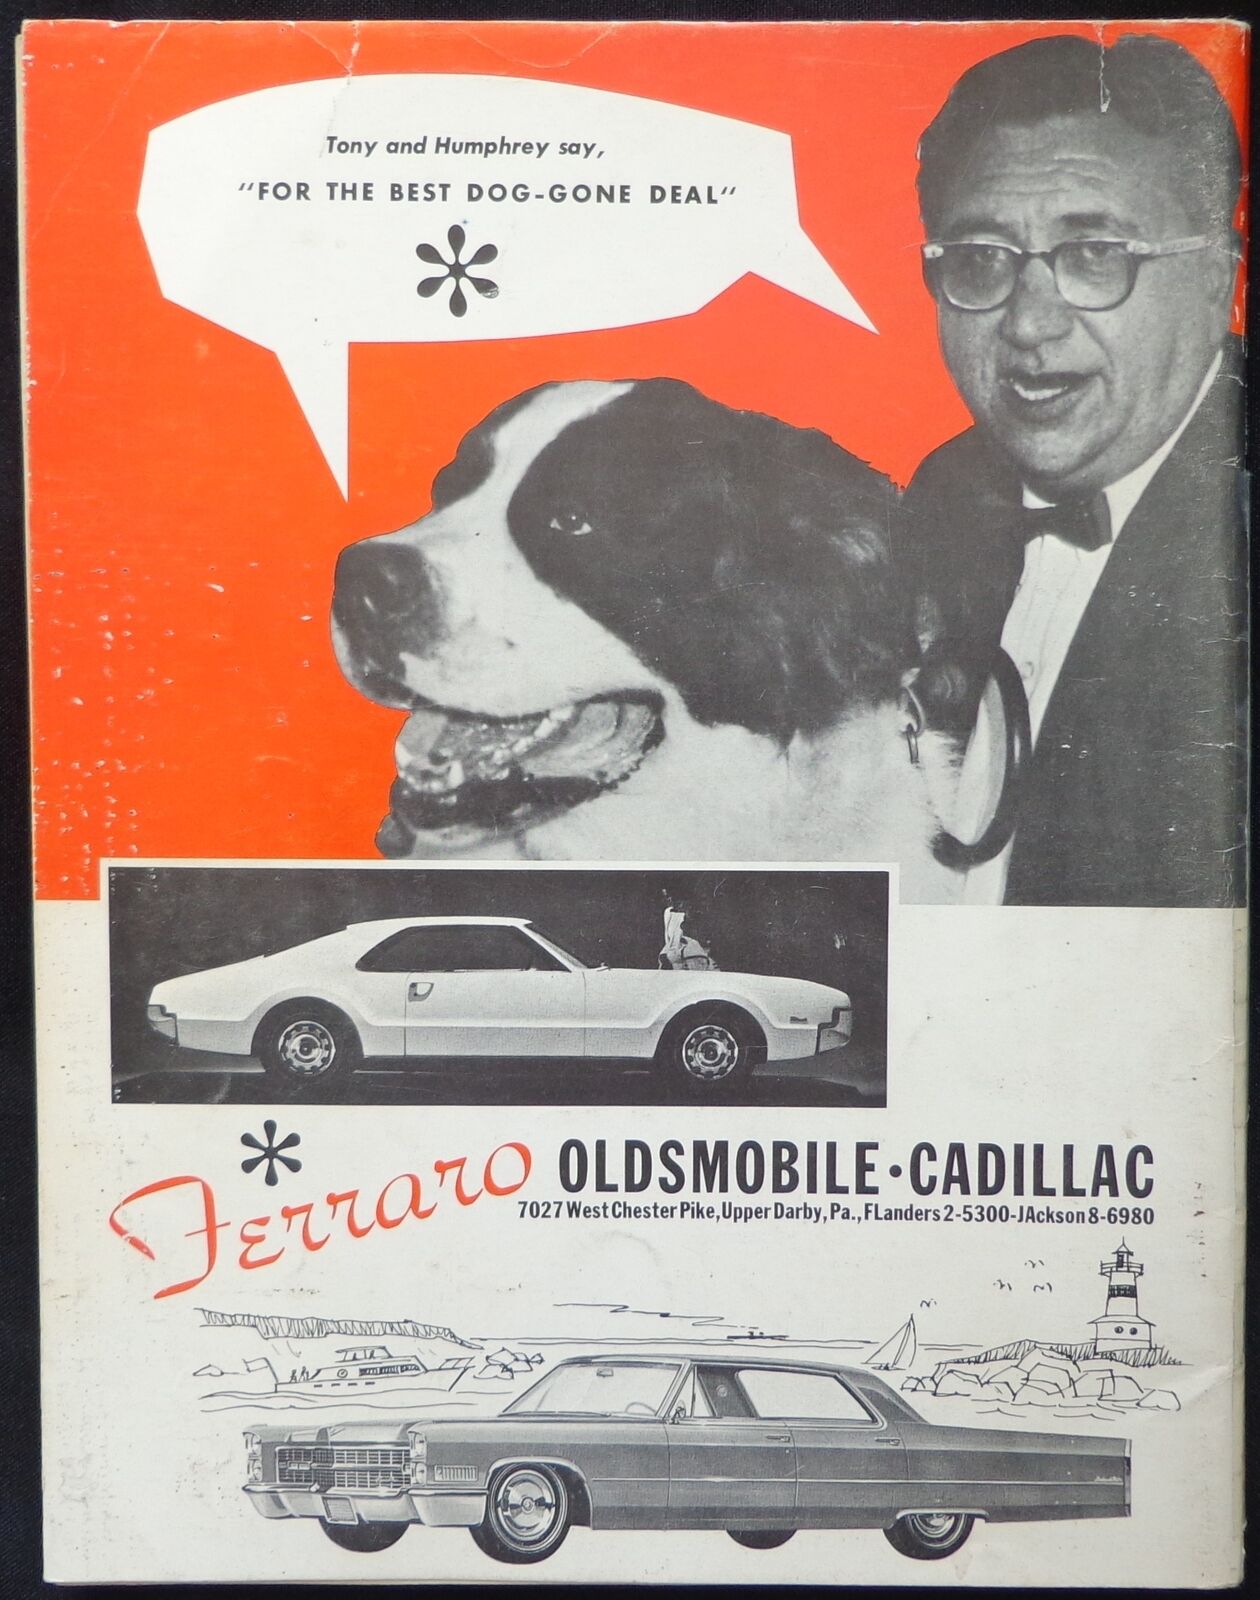 Tony and Humphrey say,
"FOR THE BEST DOG-GONE DEAL"
Ferraro OLDSMOBILE•CADILLAC
7027 West Chester Pike, Upper Darby, Pa., FLanders 2-5300-JAckson 8-6980